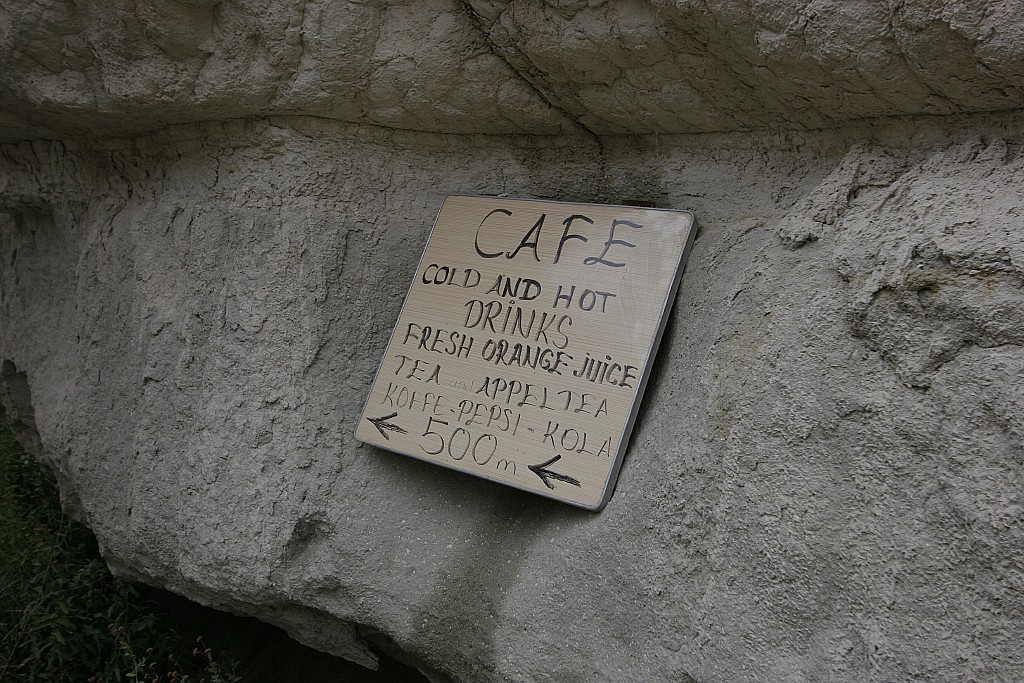 CAFE
COLD AND HOT
DRINKS
FRESH ORANGE JUICE
TEA and APPELTEA
KOFFE-PEPSI-KOLA
500m